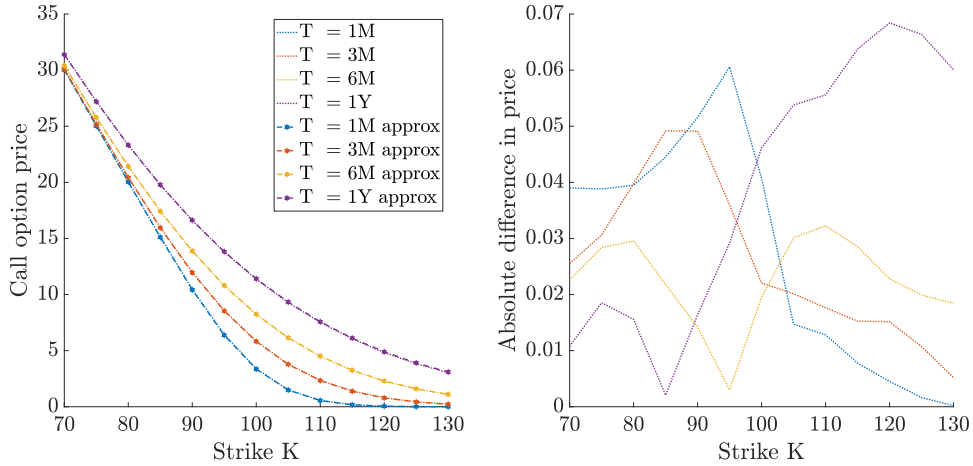 35
30
25
20
15
10
5
0
Call option price
70 80 90 100 110 120 130
Strike K
T = 1M
T = 3M
T = 6M
T = 1Y
T = 1M approx
T = 3M approx
T = 6M approx
T = 1Y approx
0.07
0.06
0.05
0.04
0.03
0.02
0.01
0
Absolute difference in price
70 80 90 100 110 120 130
Strike K